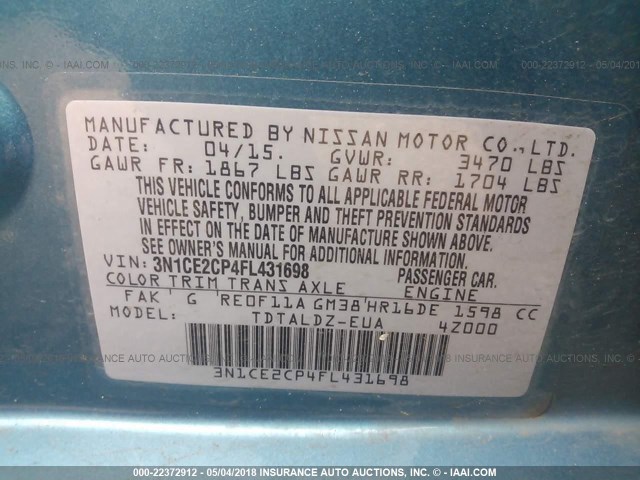 MANUFACTURED BY NISSAN MOTOR CO.,LTD.
DATE: 04/15. GVWR: 3470 LBS
GAWR FR: 1867 LBS GAWR RR: 1704 LBS
THIS VEHICLE CONFORMS TO ALL APPLICABLE FEDERAL MOTOR
VEHICLE SAFETY, BUMPER AND THEFT PREVENTION STANDARDS
IN EFFECT ON THE DATE OF MANUFACTURE SHOWN ABOVE.
SEE OWNER'S MANUAL FOR ADDITIONAL INFORMATION.
VIN: 3N1CE2CP4FL431698 PASSENGER CAR.
COLOR TRIM TRANS AXLE ENGINE
FAK' G 'RE0F11A GM38'HR16DE 1598 CC
MODEL: TDTALDZ-EUA 4Z000
3N1CE2CP4FL431698
000-22372912 - 05/04/2018 INSURANCE AUTO AUCTIONS, INC. - © - IAAI.COM